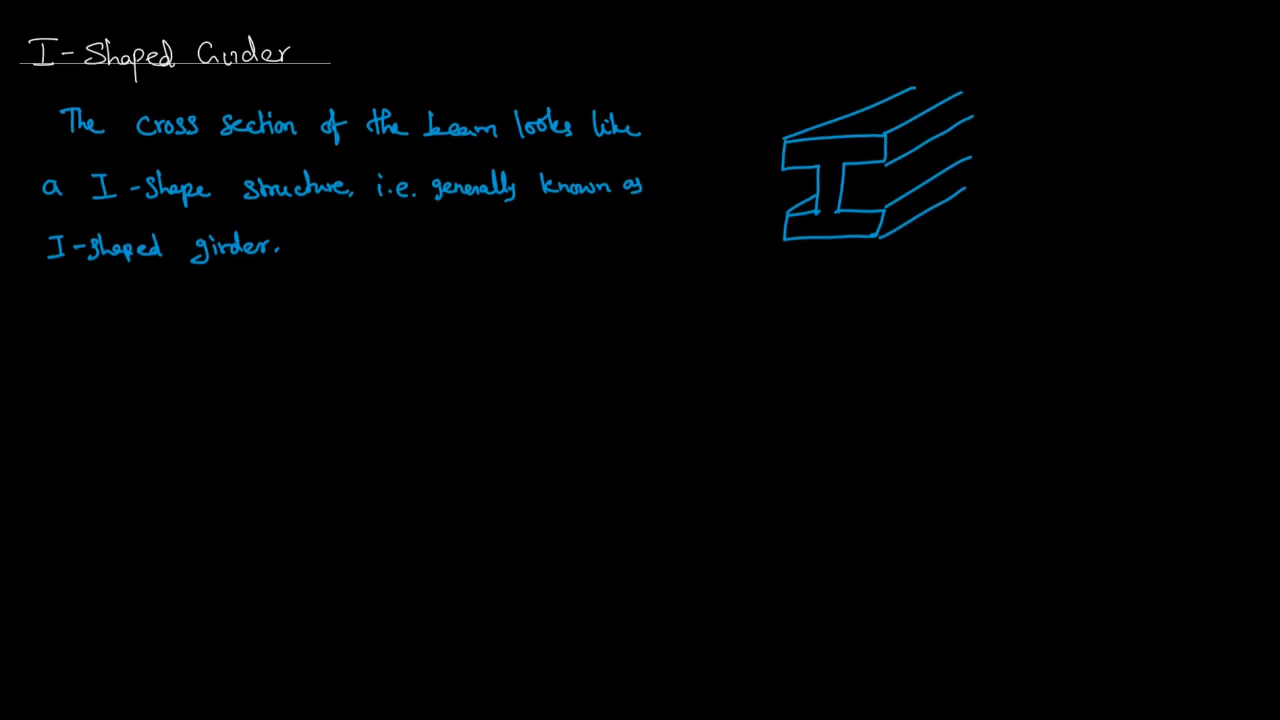 I-Shaped Girder
The cross section of the beam looks like
a I-shape structure, i.e. generally known as
I-shaped girder.